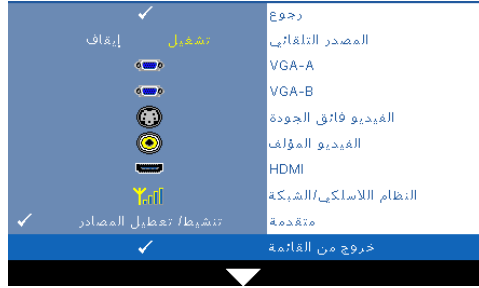 رجوع
المصدر التلقائي تشغيل إيقاف
VGA-A
VGA-B
الفيديو فائق الجودة
الفيديو المؤلف
HDMI
النظام اللاسلكي/الشبكة
متقدمة تنشيط/ تعطيل المصادر
خروج من القائمة